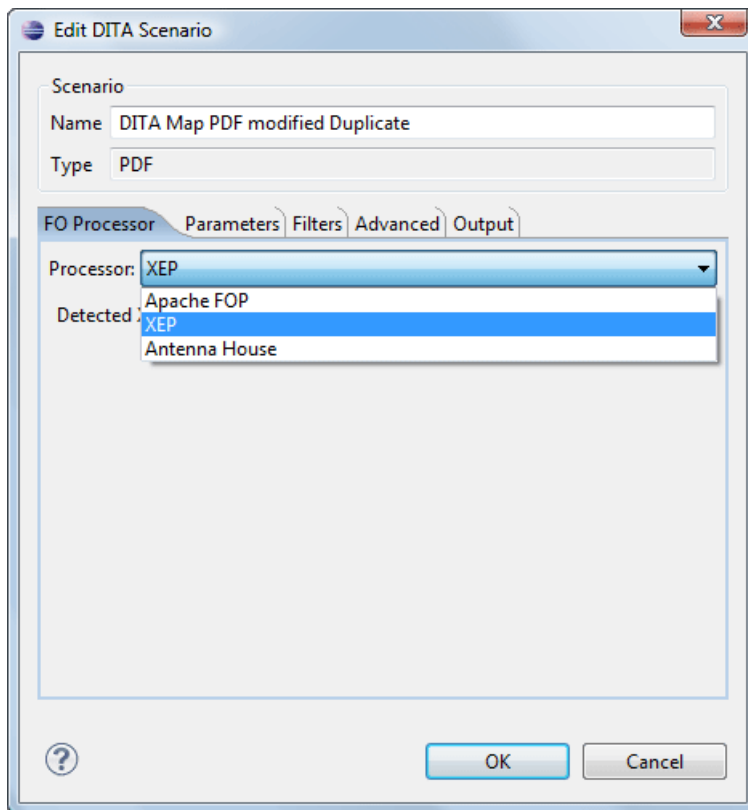 Edit DITA Scenario
Scenario
Name DITA Map PDF modified Duplicate
Type PDF
FO Processor Parameters Filters Advanced Output
Processor: XEP
Apache FOP
Detected
XEP
Antenna House
OK Cancel